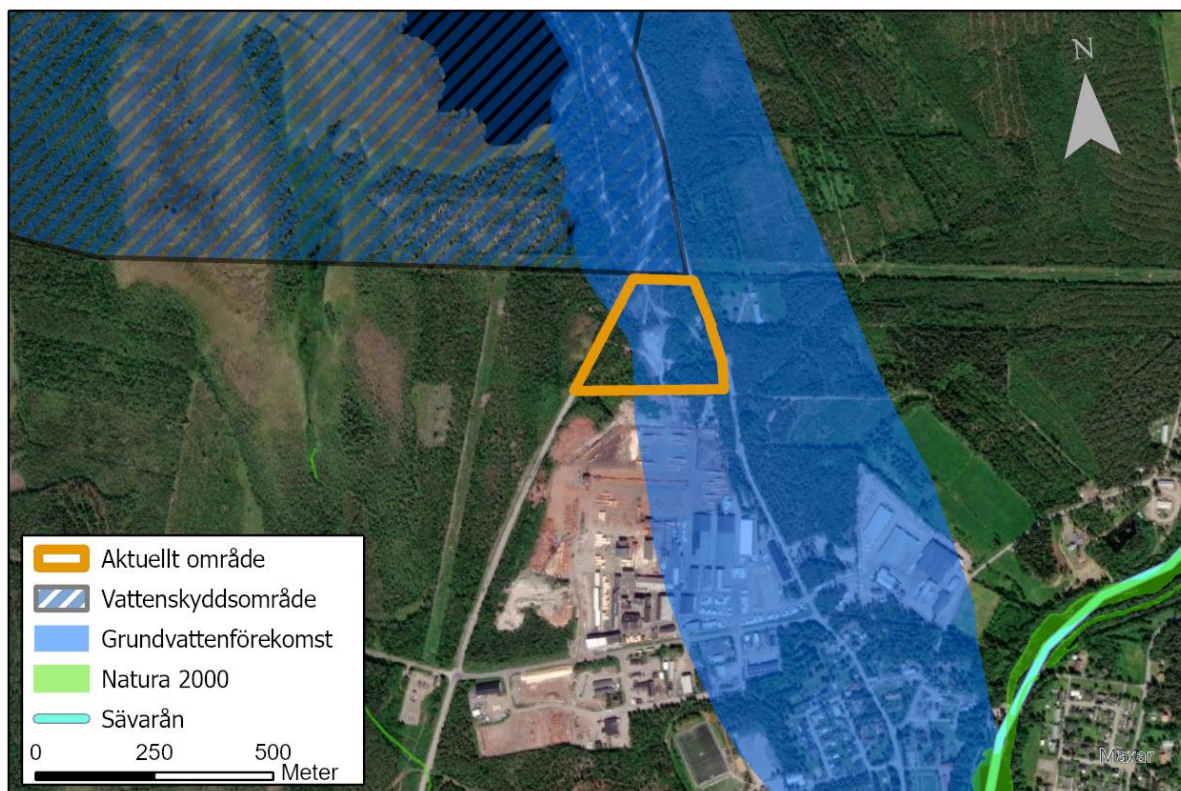 N
Aktuellt område
Vattenskyddsområde
Grundvattenförekomst
Natura 2000
Sävarån
0 250 500
Meter
Maxar